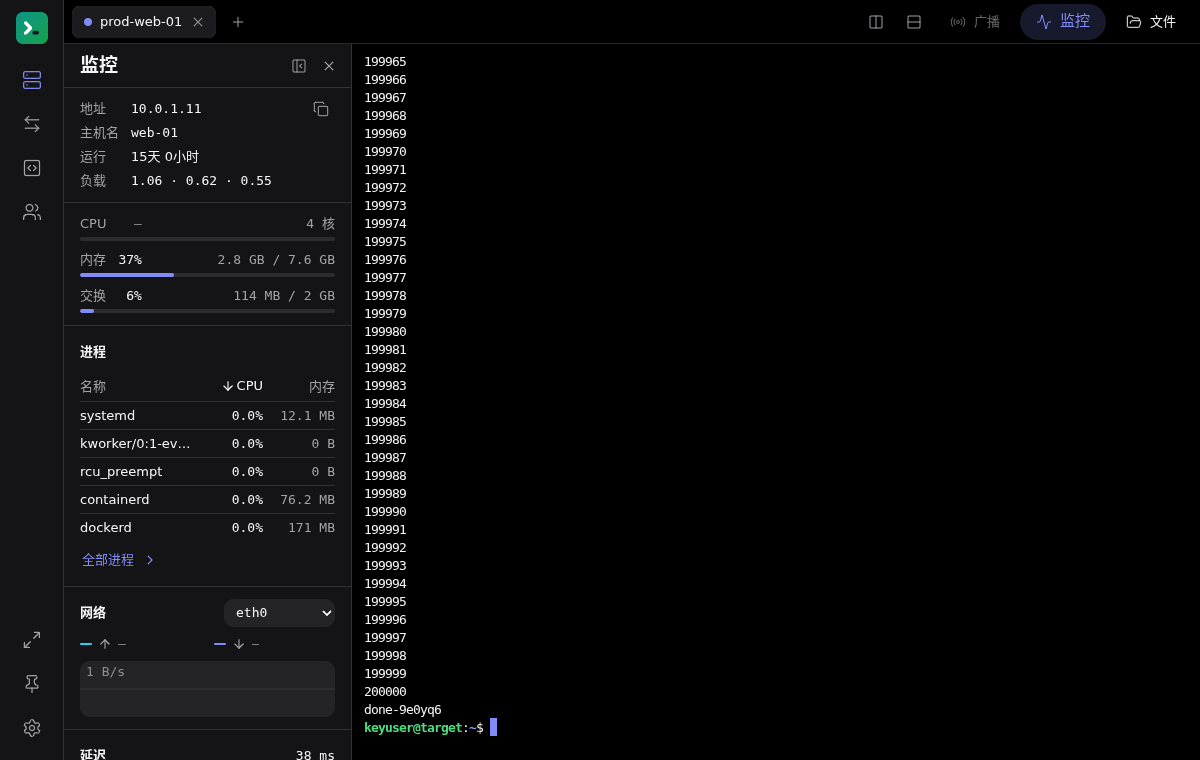 prod-web-01
广播
监控
文件
监控
地址 10.0.1.11
主机名 web-01
运行 15天 0小时
负载 1.06 · 0.62 · 0.55
CPU — 4 核
内存 37% 2.8 GB / 7.6 GB
交换 6% 114 MB / 2 GB
进程
名称 CPU 内存
systemd 0.0% 12.1 MB
kworker/0:1-ev… 0.0% 0 B
rcu_preempt 0.0% 0 B
containerd 0.0% 76.2 MB
dockerd 0.0% 171 MB
全部进程
网络 eth0
— —
1 B/s
延迟 38 ms
199965
199966
199967
199968
199969
199970
199971
199972
199973
199974
199975
199976
199977
199978
199979
199980
199981
199982
199983
199984
199985
199986
199987
199988
199989
199990
199991
199992
199993
199994
199995
199996
199997
199998
199999
200000
done-9e0yq6
keyuser@target:~$